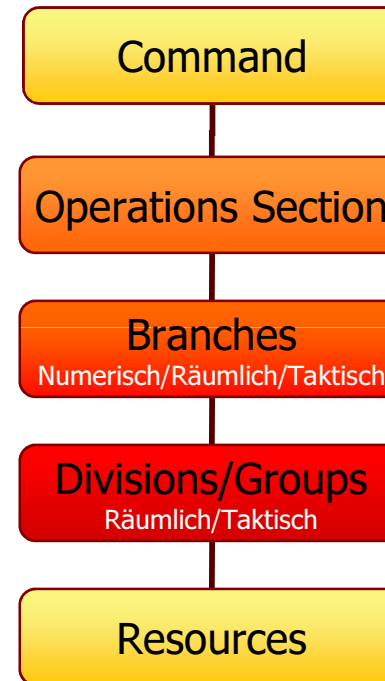 Command
Operations Section
Branches
Numerisch/Räumlich/Taktisch
Divisions/Groups
Räumlich/Taktisch
Resources